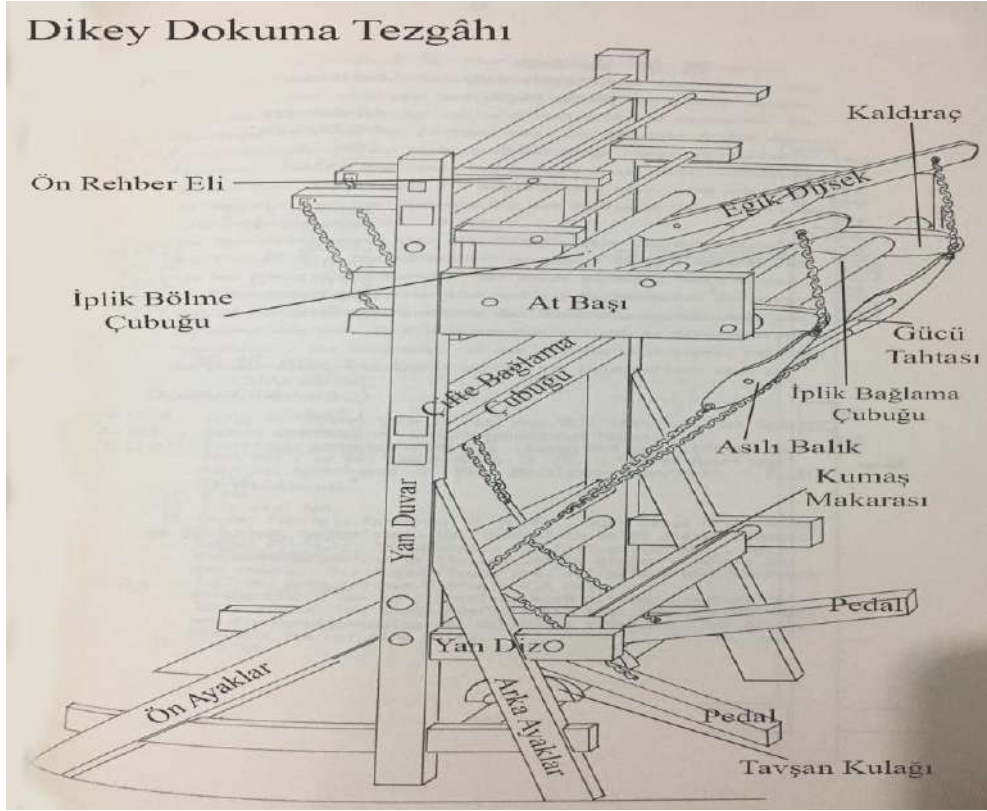 Dikey Dokuma Tezgâhı
Kaldıraç
Ön Rehber Eli
Eğik Dirsek
İplik Bölme
Çubuğu
At Başı
Gücü
Tahtası
Çifte Bağlama
Çubuğu
İplik Bağlama
Çubuğu
Asılı Balık
Kumaş
Makarası
Yan Duvar
Pedal
Yan Diz
Ön Ayaklar
Arka Ayaklar
Pedal
Tavşan Kulağı